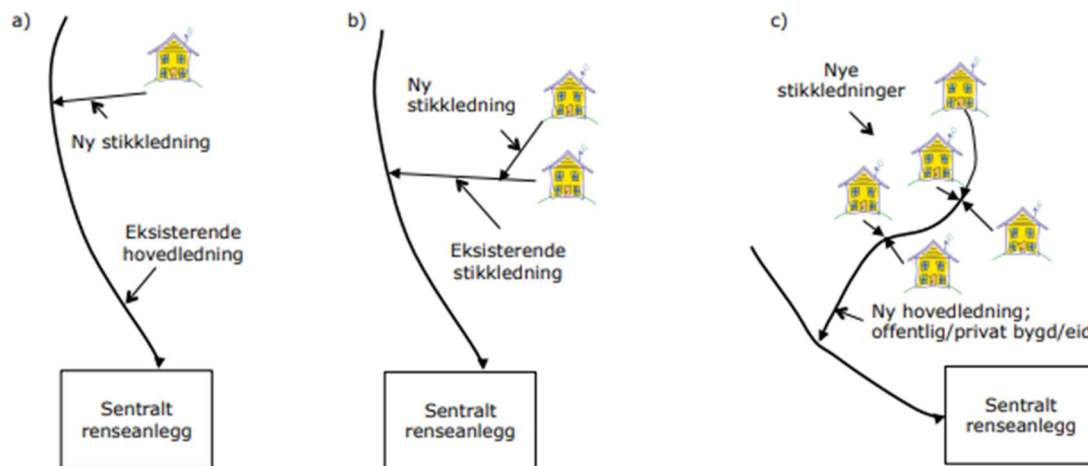 a)
Ny stikkledning
Eksisterende
hovedledning
Sentralt
renseanlegg
b)
Ny
stikkledning
Eksisterende
stikkledning
Sentralt
renseanlegg
c)
Nye
stikkledninger
Ny hovedledning;
offentlig/privat bygd/eid
Sentralt
renseanlegg